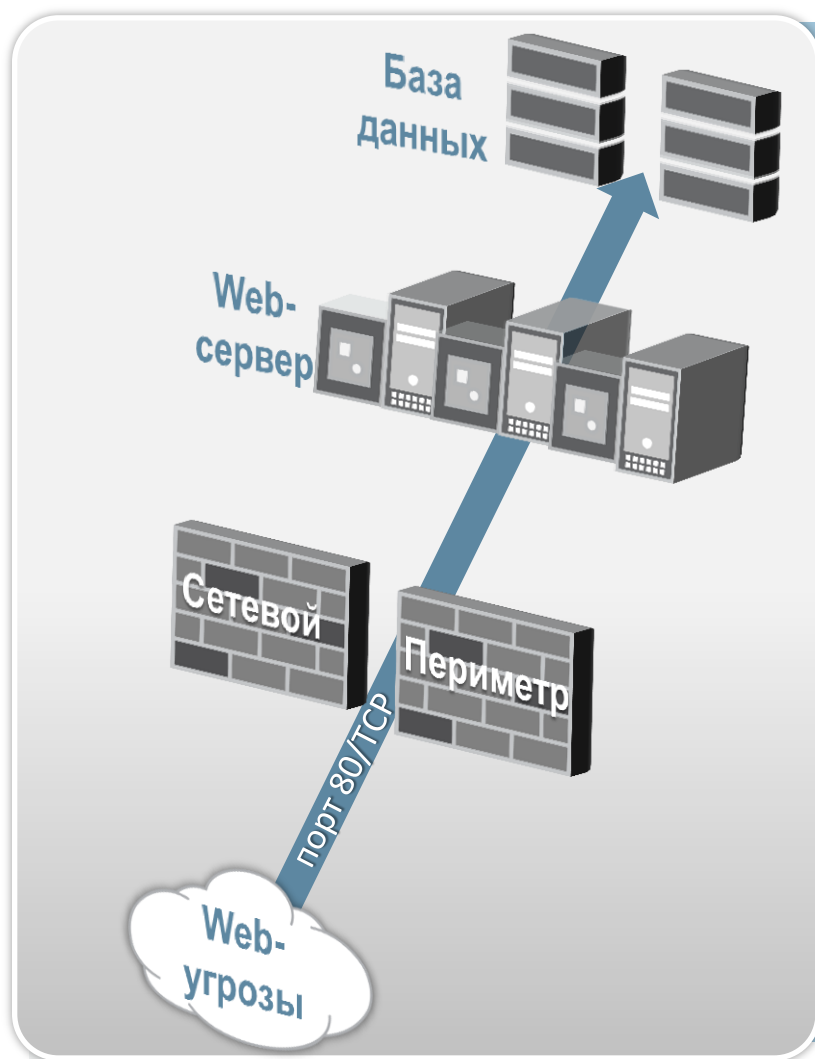 База
данных
Web-
сервер
Сетевой
Периметр
порт 80/TCP
Web-
угрозы